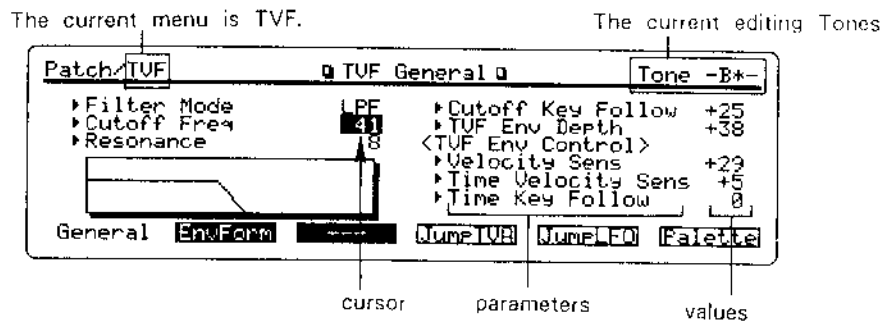 The current menu is TVF.
The current editing Tones
Patch/TVF TVF General Tone -B*-
Filter Mode LPF
Cutoff Freq 41
Resonance 8
Cutoff Key Follow +25
TVF Env Depth +38
<TVF Env Control>
Velocity Sens +29
Time Velocity Sens +5
Time Key Follow 0
General EnvForm --- JumpTVA JumpLFO Palette
cursor parameters values